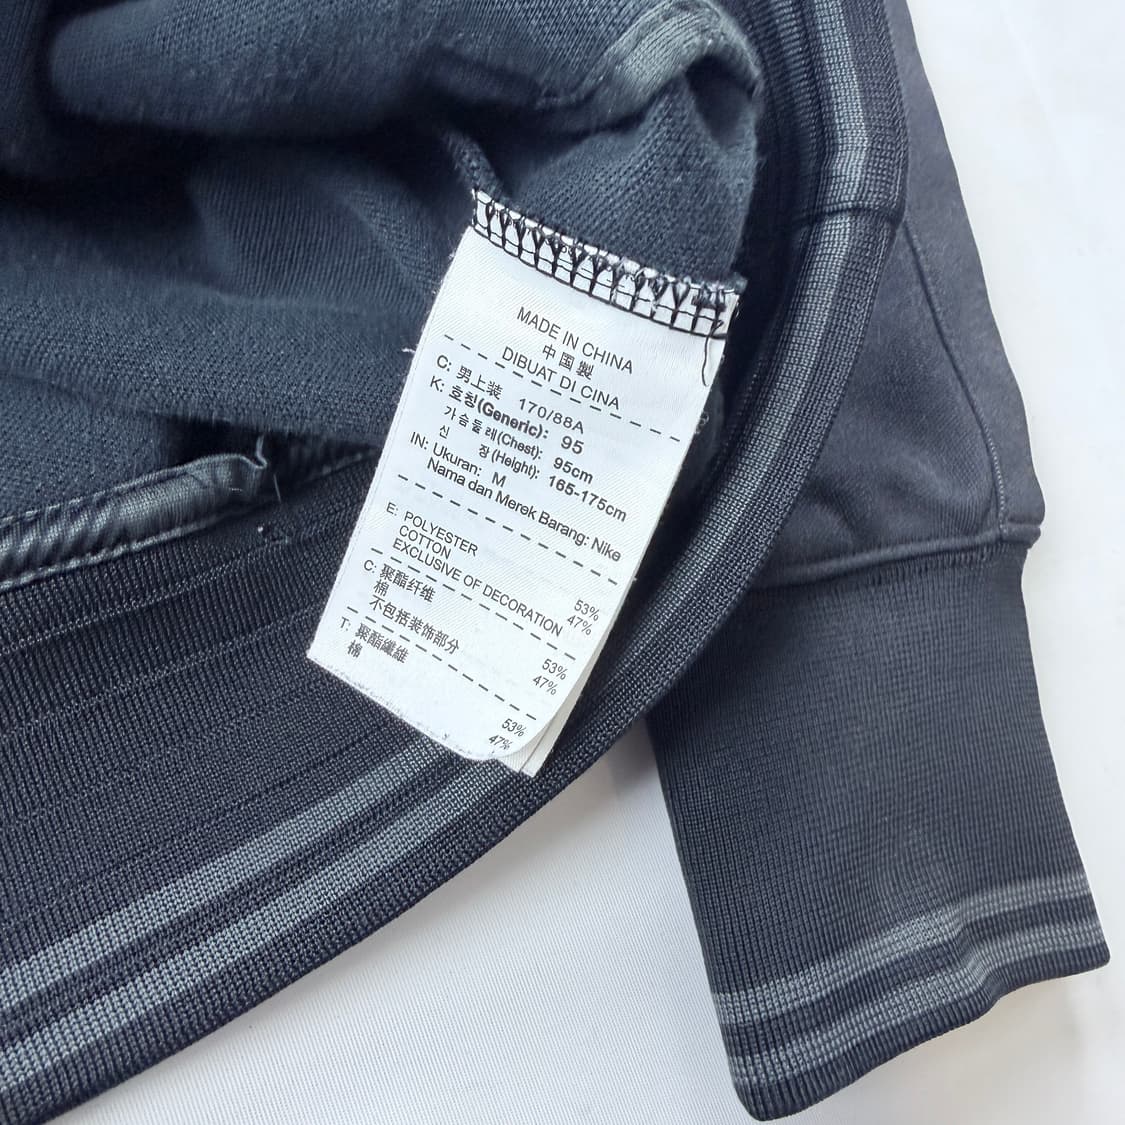 MADE IN CHINA
中国製
DIBUAT DI CINA
C: 男上装 170/88A
K: 호칭(Generic): 95
가슴둘레(Chest): 95cm
신 장(Height): 165-175cm
IN: Ukuran: M
Nama dan Merek Barang: Nike
E: POLYESTER 53%
COTTON 47%
EXCLUSIVE OF DECORATION
C: 聚酯纤维 53%
棉 47%
不包括装饰部分
T: 聚酯纖維 53%
棉 47%